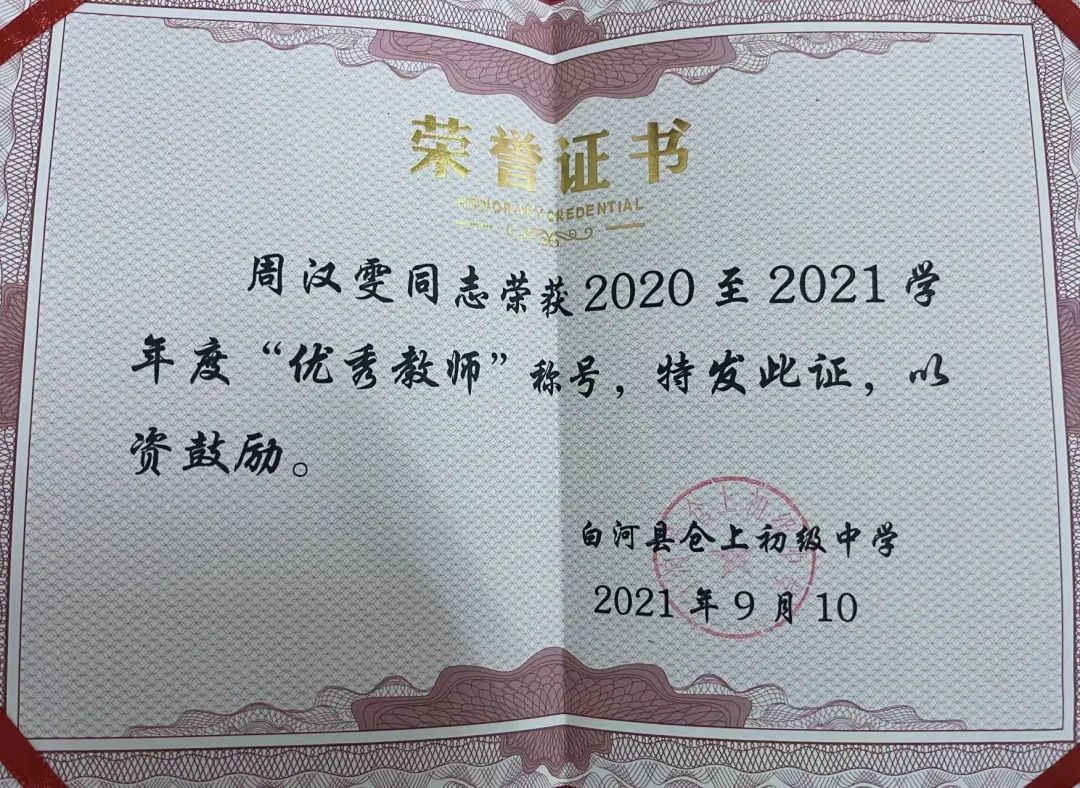 荣誉证书
HONORARY CREDENTIAL
周汉雯同志荣获2020至2021学
年度“优秀教师”称号，特发此证，以
资鼓励。
白河县仓上初级中学
2021年9月10